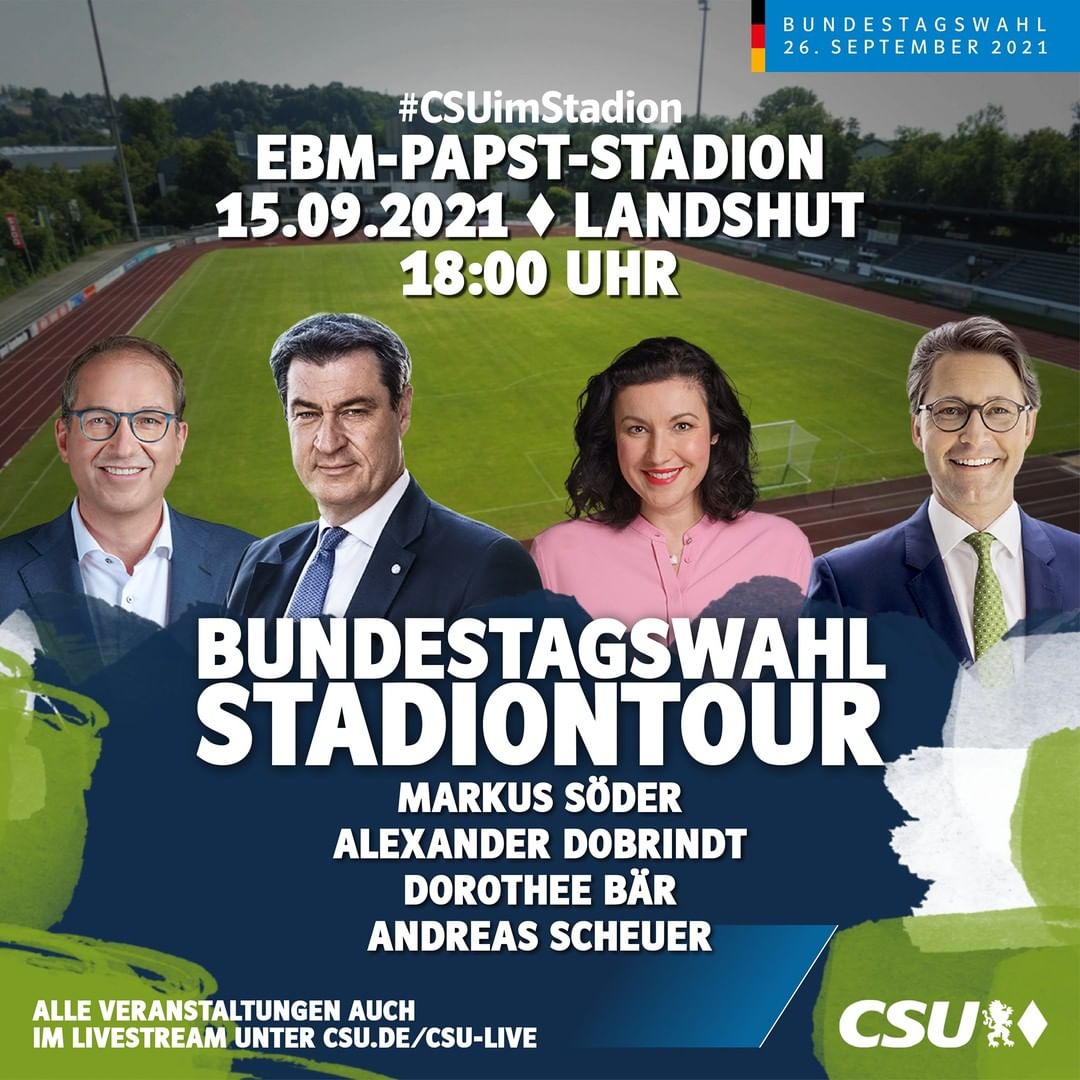 BUNDESTAGSWAHL
26. SEPTEMBER 2021
#CSUimStadion
EBM-PAPST-STADION
15.09.2021 ♦ LANDSHUT
18:00 UHR
BUNDESTAGSWAHL
STADIONTOUR
MARKUS SÖDER
ALEXANDER DOBRINDT
DOROTHEE BÄR
ANDREAS SCHEUER
ALLE VERANSTALTUNGEN AUCH
IM LIVESTREAM UNTER CSU.DE/CSU-LIVE
CSU